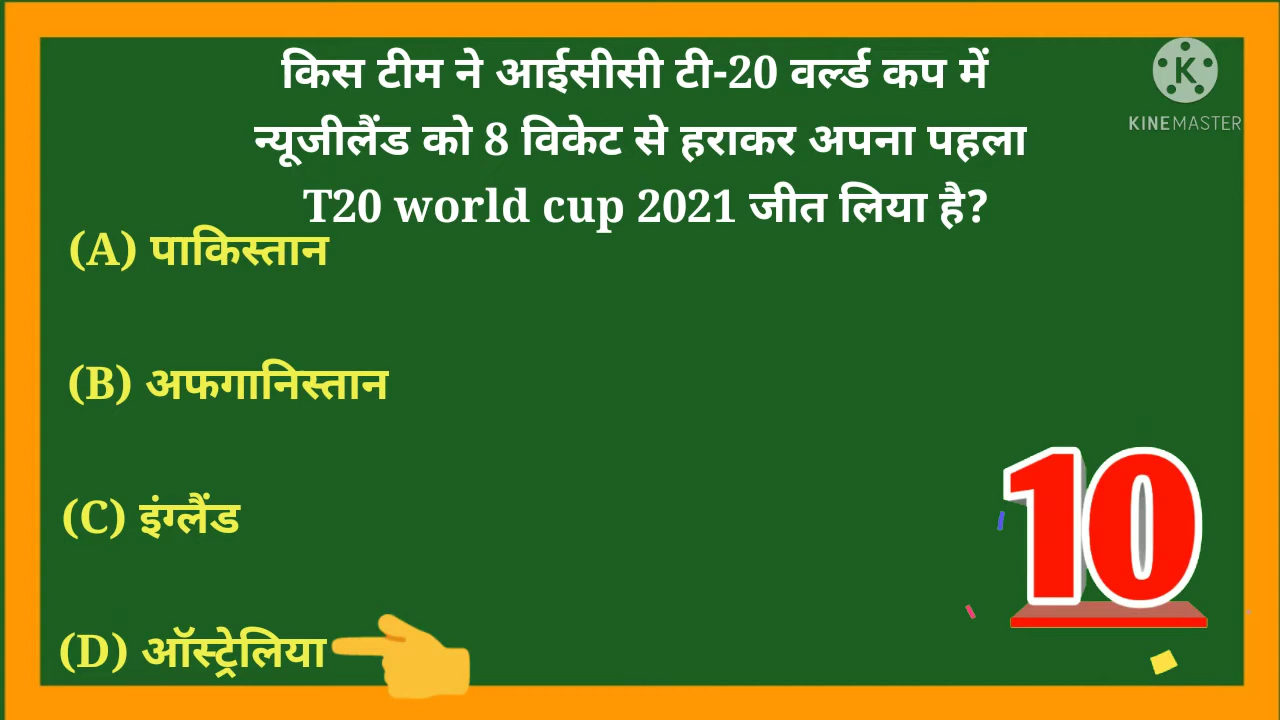 किस टीम ने आईसीसी टी-20 वर्ल्ड कप में
न्यूजीलैंड को 8 विकेट से हराकर अपना पहला
T20 world cup 2021 जीत लिया है?
(A) पाकिस्तान
(B) अफगानिस्तान
(C) इंग्लैंड
(D) ऑस्ट्रेलिया
10
K
KINEMASTER